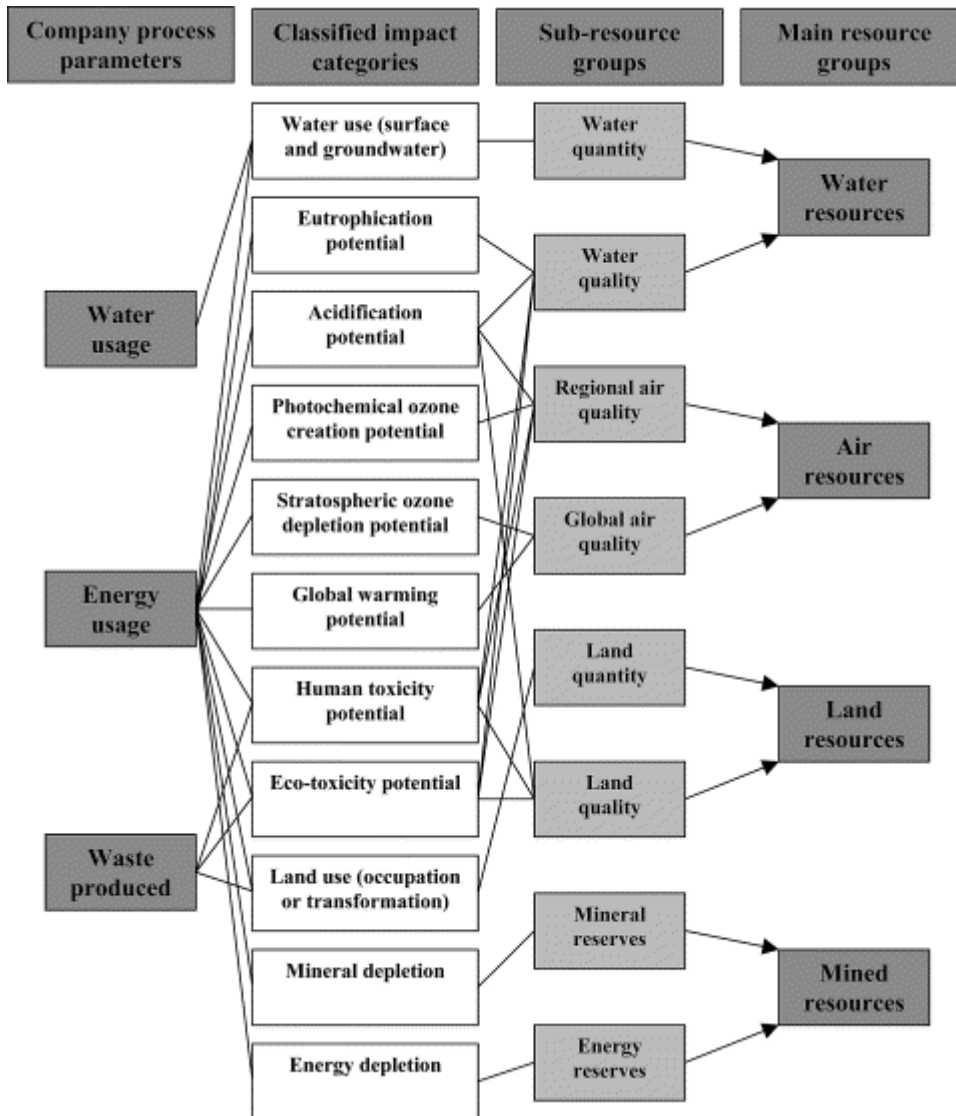 Company process
parameters
Classified impact
categories
Sub-resource
groups
Main resource
groups
Water usage
Energy
usage
Waste
produced
Water use (surface
and groundwater)
Eutrophication
potential
Acidification
potential
Photochemical ozone
creation potential
Stratospheric ozone
depletion potential
Global warming
potential
Human toxicity
potential
Eco-toxicity potential
Land use (occupation
or transformation)
Mineral depletion
Energy depletion
Water
quantity
Water
quality
Regional air
quality
Global air
quality
Land
quantity
Land
quality
Mineral
reserves
Energy
reserves
Water
resources
Air
resources
Land
resources
Mined
resources